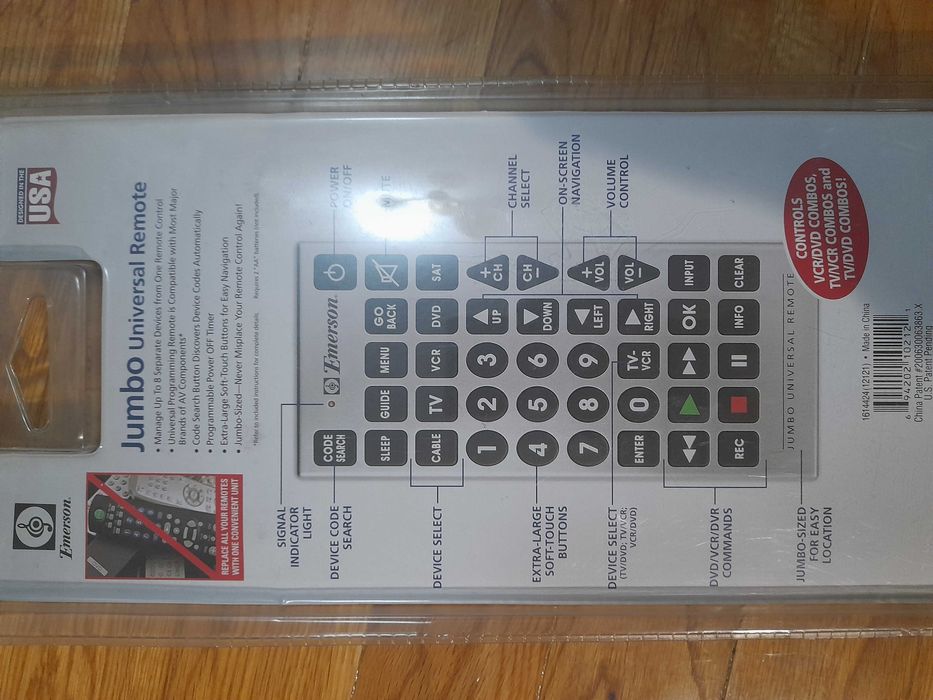 DESIGNED IN THE
USA
Emerson.
Jumbo Universal Remote
• Manage Up To 8 Separate Devices from One Remote Control
• Universal Programming Remote is Compatible with Most Major
Brands of AV Components*
• Code Search Button Discovers Device Codes Automatically
• Programmable Power OFF Timer
• Extra-Large Soft-Touch Buttons for Easy Navigation
• Jumbo-Sized—Never Misplace Your Remote Control Again!
*Refer to included instructions for complete details.
Requires 2 "AA" batteries (not included).
REPLACE ALL YOUR REMOTES
WITH ONE CONVENIENT UNIT
SIGNAL
INDICATOR
LIGHT
DEVICE CODE
SEARCH
DEVICE SELECT
EXTRA-LARGE
SOFT-TOUCH
BUTTONS
DEVICE SELECT
(TV/DVD; TV/VCR;
VCR/DVD)
DVD/VCR/DVR
COMMANDS
JUMBO-SIZED
FOR EASY
LOCATION
POWER
ON/OFF
CHANNEL
SELECT
ON-SCREEN
NAVIGATION
VOLUME
CONTROL
Emerson.
CODE
SEARCH
SLEEP
GUIDE
MENU
GO
BACK
CABLE
TV
VCR
DVD
SAT
1
2
3
UP
+
CH
4
5
6
DOWN
CH
–
7
8
9
LEFT
+
VOL
ENTER
0
TV-
VCR
RIGHT
VOL
–
OK
INPUT
REC
INFO
CLEAR
JUMBO UNIVERSAL REMOTE
CONTROLS
VCR/DVD COMBOS,
TV/VCR COMBOS and
TV/DVD COMBOS!
1614424 (12121) • Made in China
6 94202 10212 1
China Patent #200630063863.X
U.S. Patent Pending